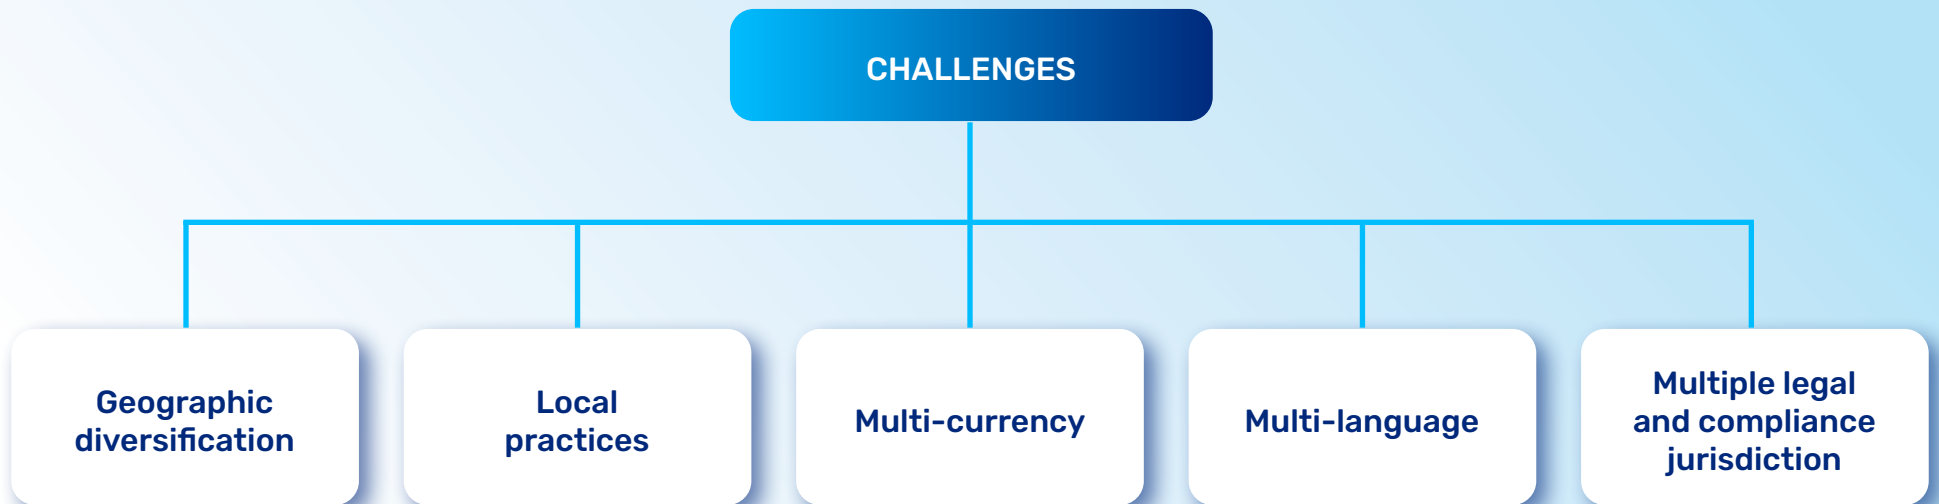 CHALLENGES
Geographic
diversification
Local
practices
Multi-currency
Multi-language
Multiple legal
and compliance
jurisdiction